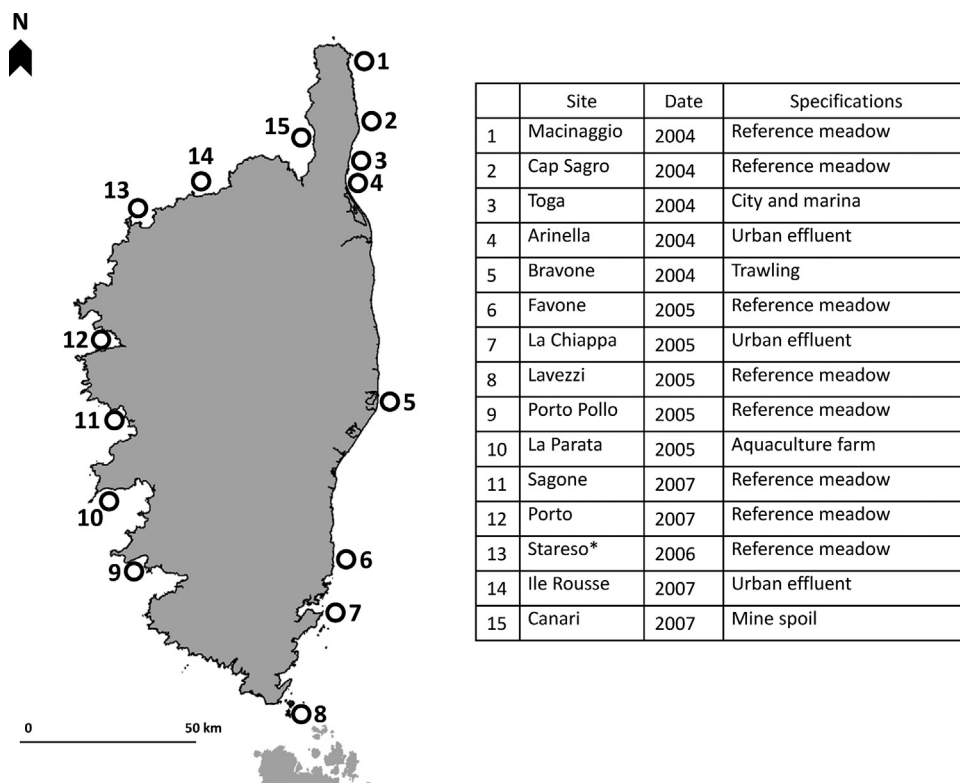 N
1
2
15
3
14
4
13
12
5
11
10
6
9
7
8
0 50 km
Site Date Specifications
1 Macinaggio 2004 Reference meadow
2 Cap Sagro 2004 Reference meadow
3 Toga 2004 City and marina
4 Arinella 2004 Urban effluent
5 Bravone 2004 Trawling
6 Favone 2005 Reference meadow
7 La Chiappa 2005 Urban effluent
8 Lavezzi 2005 Reference meadow
9 Porto Pollo 2005 Reference meadow
10 La Parata 2005 Aquaculture farm
11 Sagone 2007 Reference meadow
12 Porto 2007 Reference meadow
13 Stareso* 2006 Reference meadow
14 Ile Rousse 2007 Urban effluent
15 Canari 2007 Mine spoil